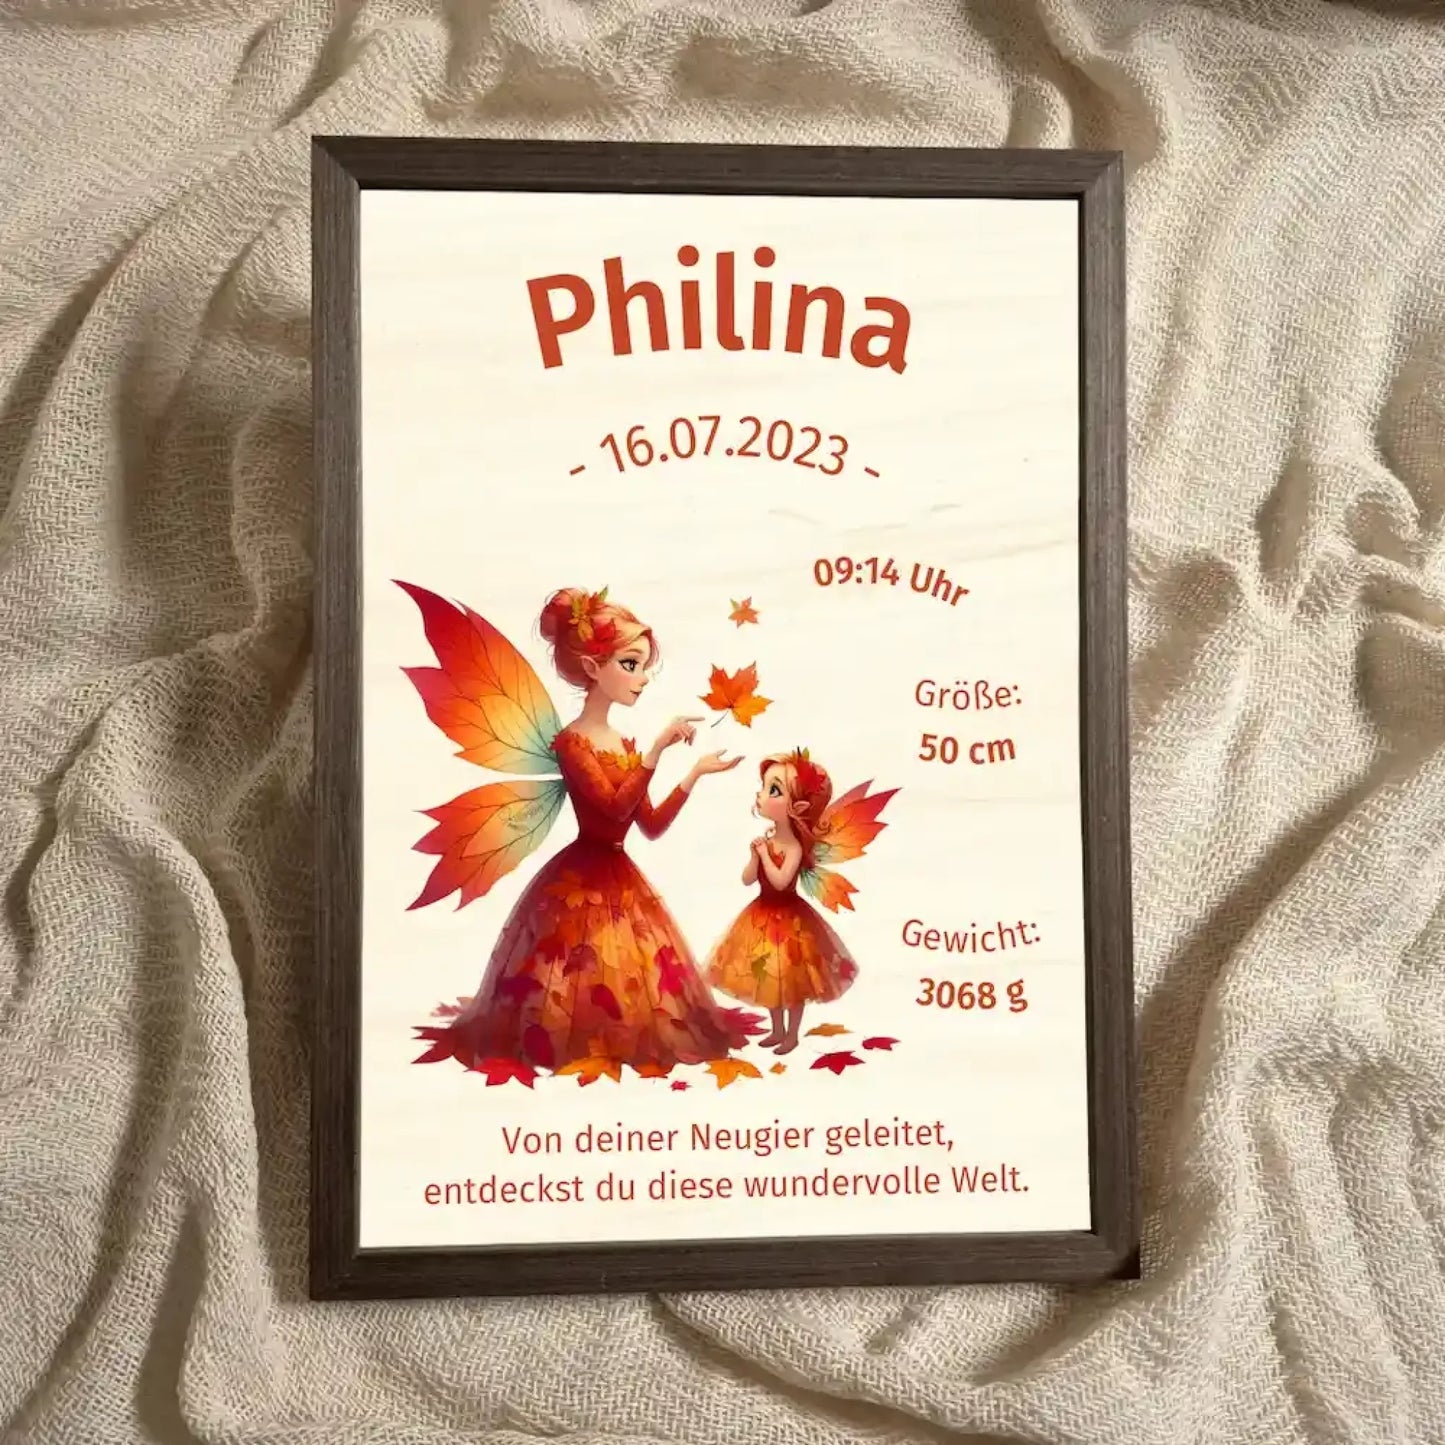 Philina
- 16.07.2023 -
09:14 Uhr
Größe:
50 cm
Gewicht:
3068 g
Von deiner Neugier geleitet,
entdeckst du diese wundervolle Welt.